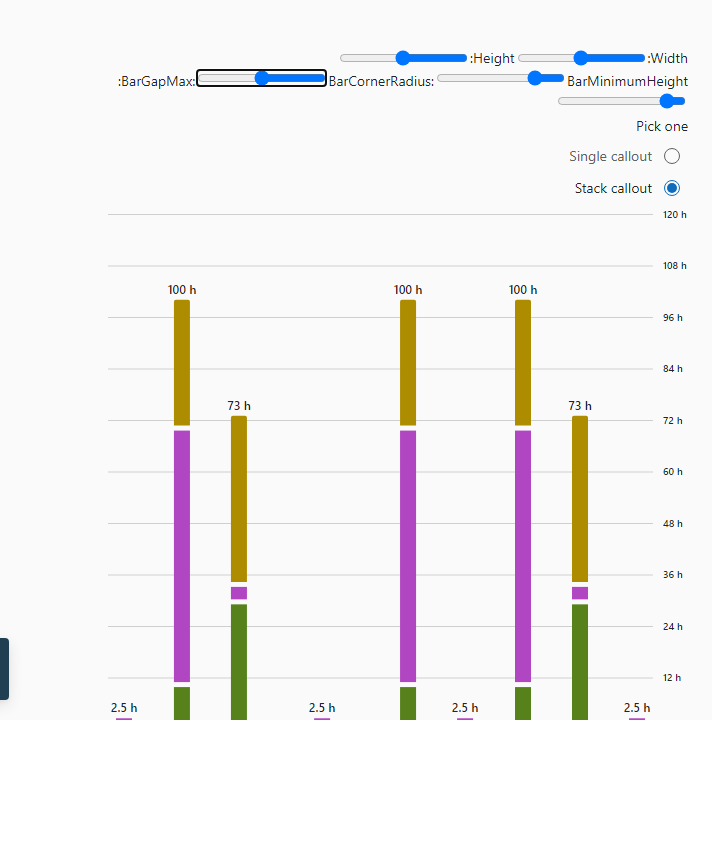 :Height :Width
:BarGapMax: BarCornerRadius: BarMinimumHeight
Pick one
Single callout
Stack callout
120 h
108 h
100 h 100 h 100 h
96 h
84 h
73 h 73 h
72 h
60 h
48 h
36 h
24 h
12 h
2.5 h 2.5 h 2.5 h 2.5 h